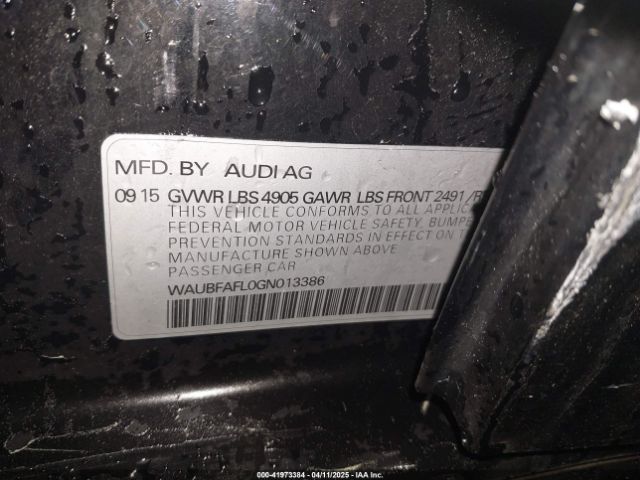 MFD. BY AUDI AG
09 15 GVWR LBS 4905 GAWR LBS FRONT 2491 /R
THIS VEHICLE CONFORMS TO ALL APPLICA
FEDERAL MOTOR VEHICLE SAFETY, BUMPE
PREVENTION STANDARDS IN EFFECT ON T
MANUFACTURE SHOWN ABOVE
PASSENGER CAR
WAUBFAFL0GN013386
000-41973384 - 04/11/2025 - IAA Inc.